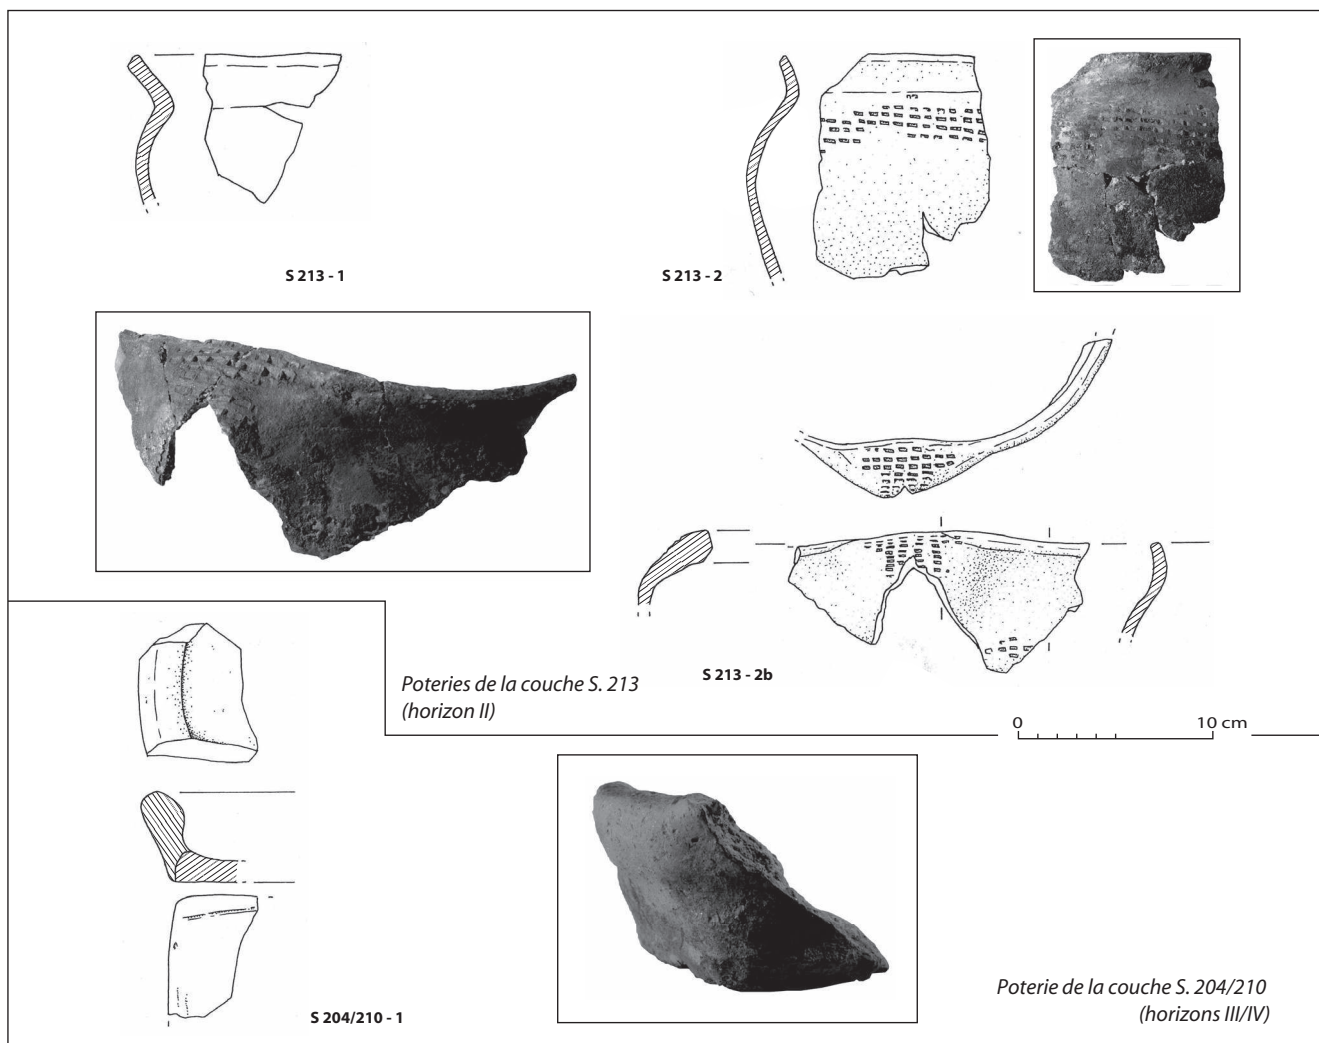 S 213 - 1
S 213 - 2
S 213 - 2b
Poteries de la couche S. 213
(horizon II)
0 10 cm
S 204/210 - 1
Poterie de la couche S. 204/210
(horizons III/IV)